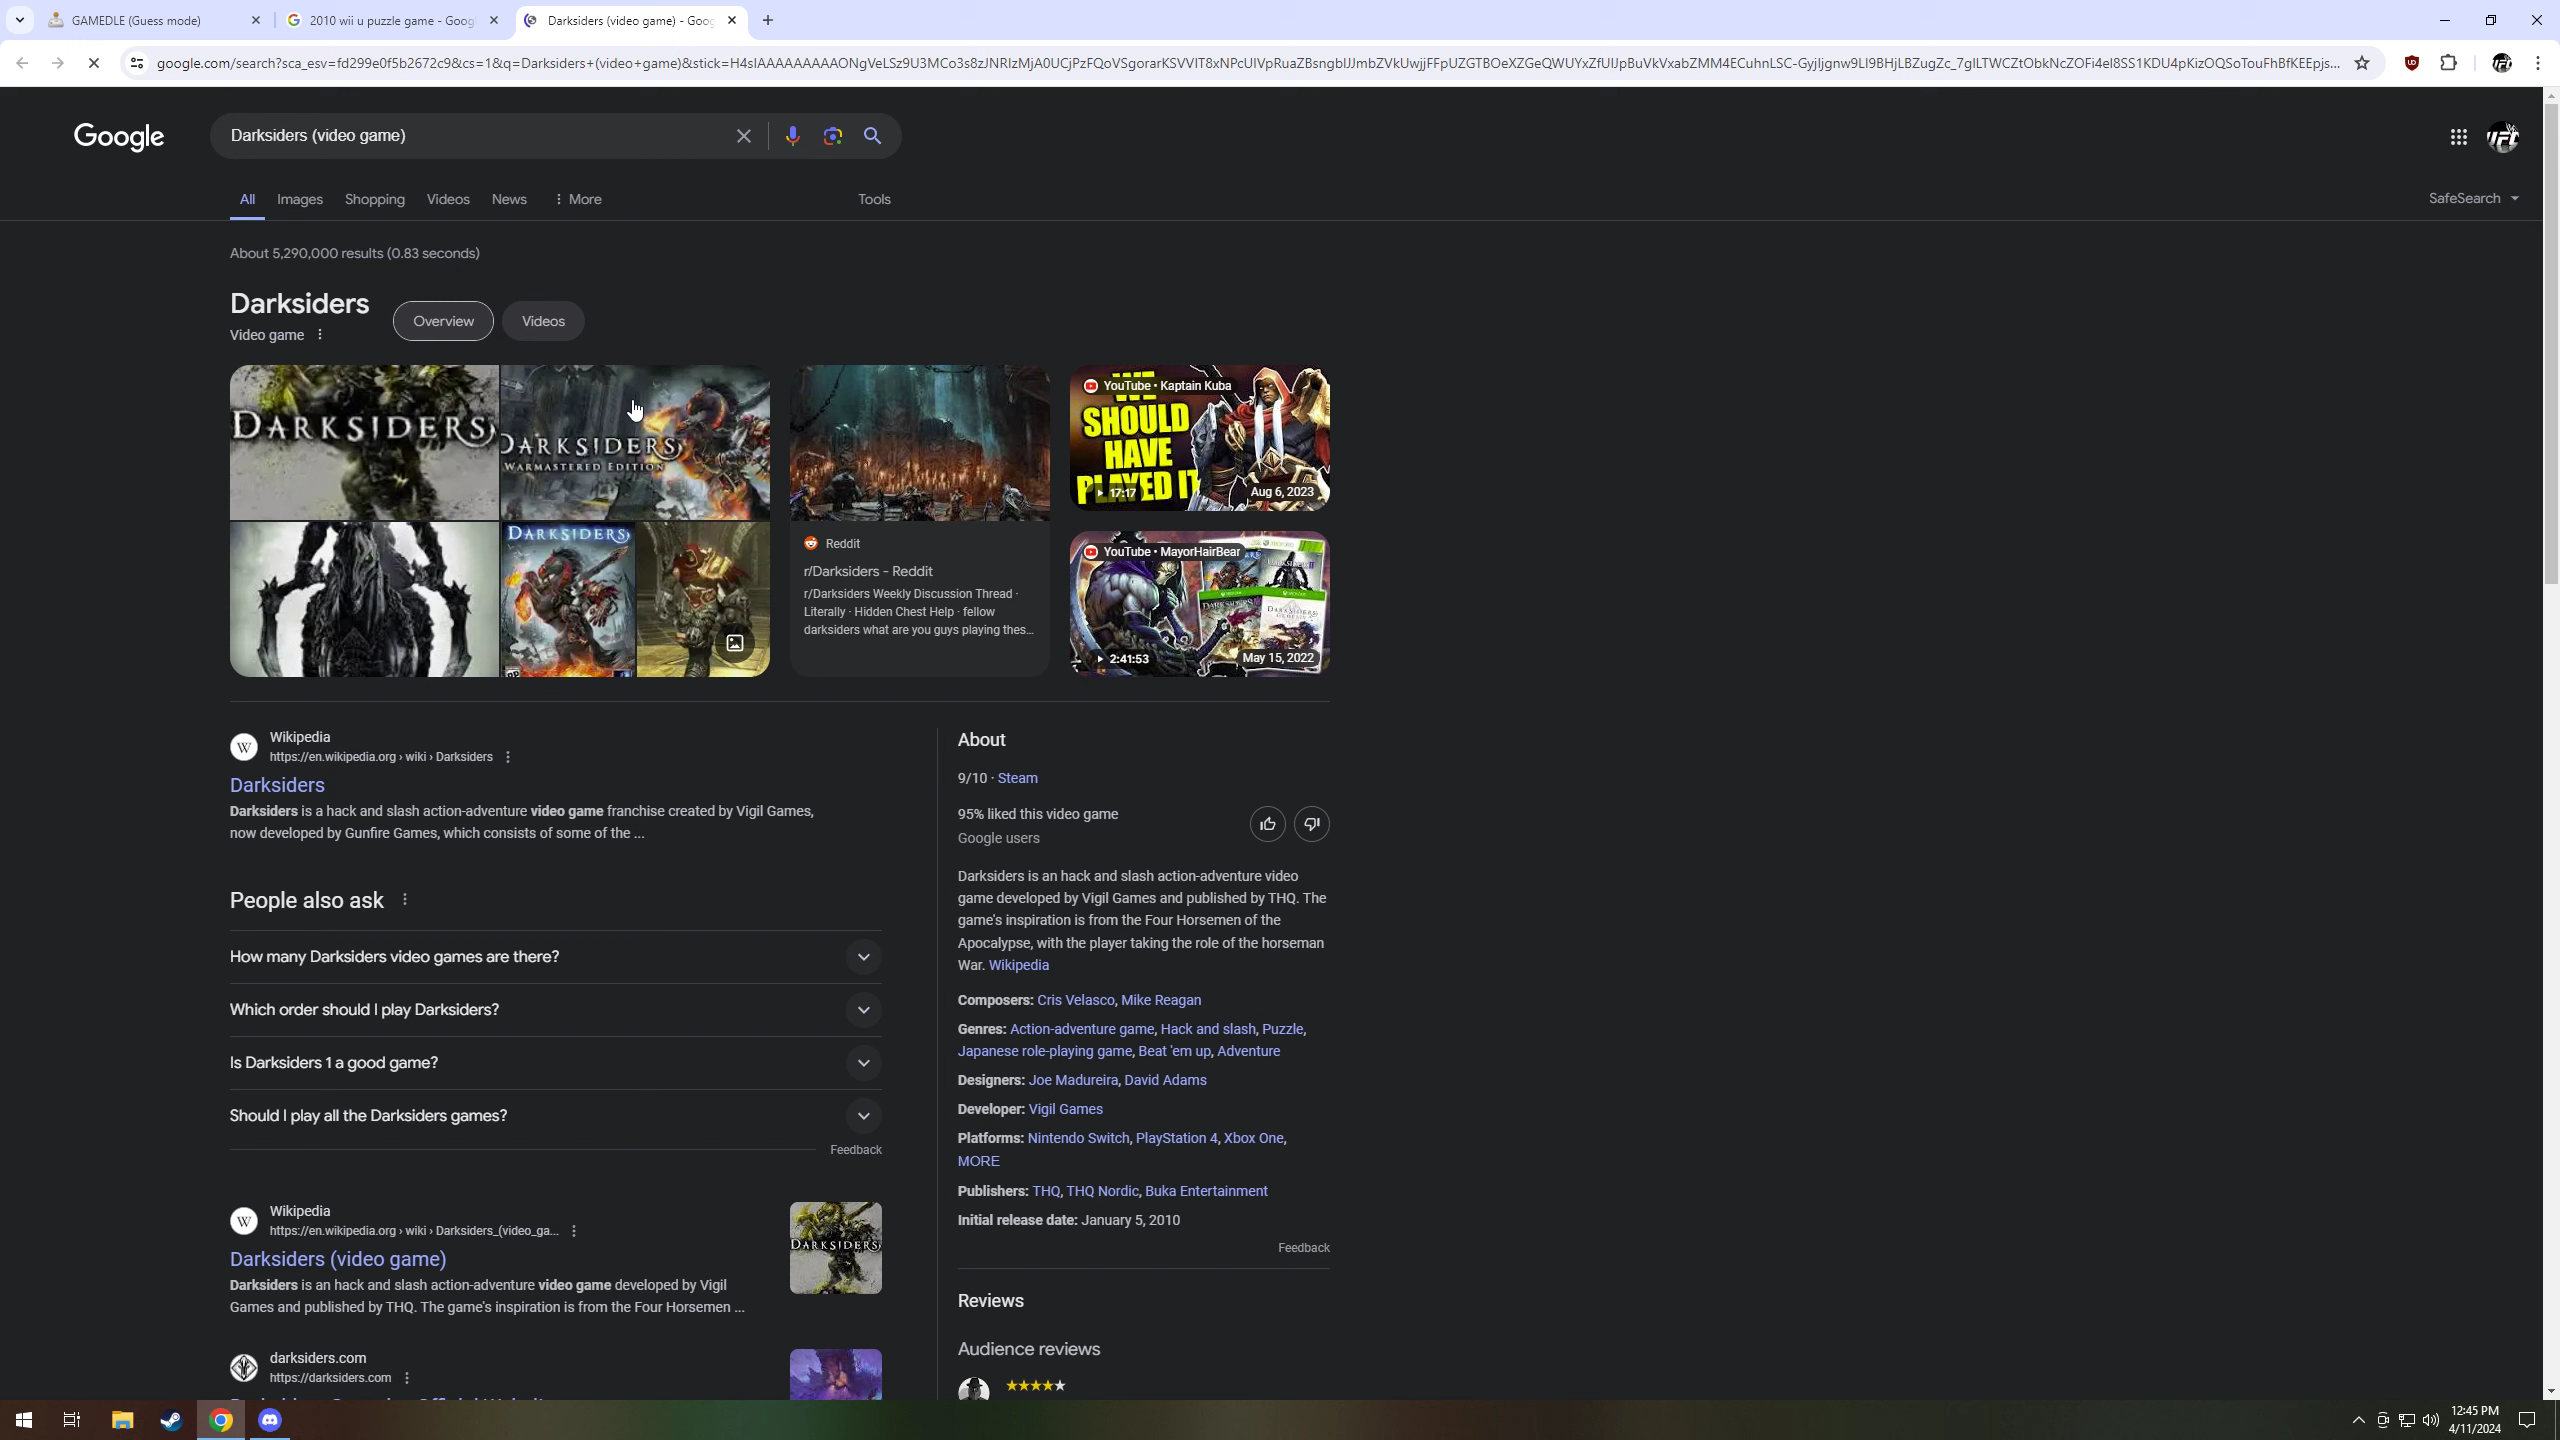 GAMEDLE (Guess mode)
2010 wii u puzzle game - Goog
Darksiders (video game) - Goog
google.com/search?sca_esv=fd299e0f5b2672c9&cs=1&q=Darksiders+(video+game)&stick=
Google
Darksiders (video game)
All Images Shopping Videos News More Tools
SafeSearch
About 5,290,000 results (0.83 seconds)
Darksiders
Video game
Overview
Videos
DARKSIDERS
DARKSIDERS
WARMASTERED EDITION
DARKSIDERS
Reddit
r/Darksiders - Reddit
r/Darksiders Weekly Discussion Thread ·
Literally · Hidden Chest Help · fellow
darksiders what are you guys playing thes...
YouTube • Kaptain Kuba
WE
SHOULD
HAVE
PLAYED IT
17:17
Aug 6, 2023
YouTube • MayorHairBear
2:41:53
May 15, 2022
Wikipedia
https://en.wikipedia.org › wiki › Darksiders
Darksiders
Darksiders is a hack and slash action-adventure video game franchise created by Vigil Games,
now developed by Gunfire Games, which consists of some of the ...
People also ask
How many Darksiders video games are there?
Which order should I play Darksiders?
Is Darksiders 1 a good game?
Should I play all the Darksiders games?
Feedback
Wikipedia
https://en.wikipedia.org › wiki › Darksiders_(video_ga...
Darksiders (video game)
Darksiders is an hack and slash action-adventure video game developed by Vigil
Games and published by THQ. The game's inspiration is from the Four Horsemen ...
DARKSIDERS
darksiders.com
https://darksiders.com
About
9/10 · Steam
95% liked this video game
Google users
Darksiders is an hack and slash action-adventure video
game developed by Vigil Games and published by THQ. The
game's inspiration is from the Four Horsemen of the
Apocalypse, with the player taking the role of the horseman
War. Wikipedia
Composers: Cris Velasco, Mike Reagan
Genres: Action-adventure game, Hack and slash, Puzzle,
Japanese role-playing game, Beat 'em up, Adventure
Designers: Joe Madureira, David Adams
Developer: Vigil Games
Platforms: Nintendo Switch, PlayStation 4, Xbox One,
MORE
Publishers: THQ, THQ Nordic, Buka Entertainment
Initial release date: January 5, 2010
Feedback
Reviews
Audience reviews
12:45 PM
4/11/2024